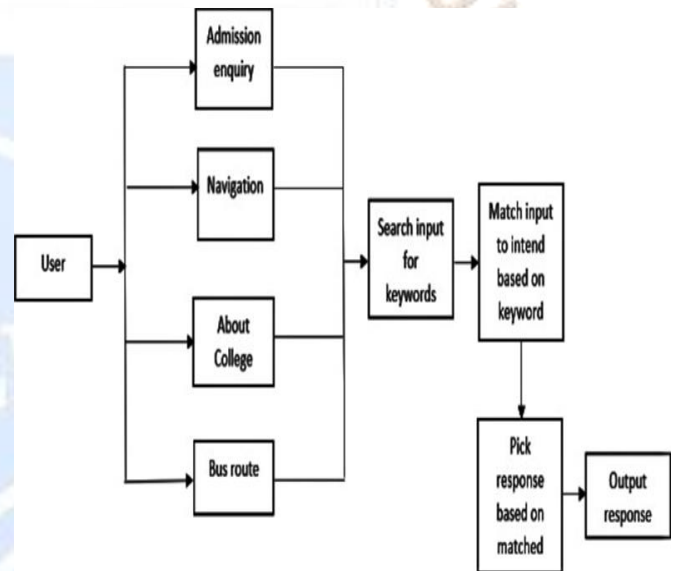 Admission
enquiry
Navigation
User
About
College
Bus route
Search input
for
keywords
Match input
to intend
based on
keyword
Pick
response
based on
matched
Output
response